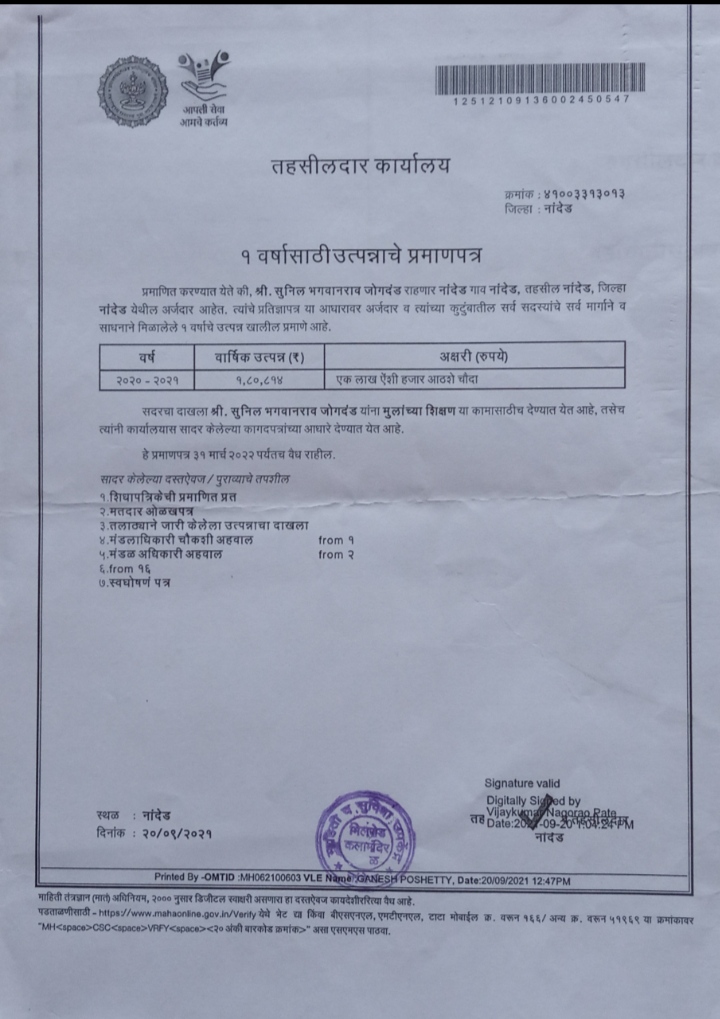 आपली सेवा
आमचे कर्तव्य
12512109136002450547
तहसीलदार कार्यालय
क्रमांक : ४१००३३१३०१३
जिल्हा : नांदेड
१ वर्षासाठी उत्पन्नाचे प्रमाणपत्र
प्रमाणित करण्यात येते की, श्री. सुनिल भगवानराव जोगदंड राहणार नांदेड गाव नांदेड, तहसील नांदेड, जिल्हा
नांदेड येथील अर्जदार आहेत. त्यांचे प्रतिज्ञापत्र या आधारावर अर्जदार व त्यांच्या कुटुंबातील सर्व सदस्यांचे सर्व मार्गाने व
साधनाने मिळालेले १ वर्षाचे उत्पन्न खालील प्रमाणे आहे.
वर्ष वार्षिक उत्पन्न (₹) अक्षरी (रुपये)
२०२० - २०२१ १,८०,८१४ एक लाख ऐंशी हजार आठशे चौदा
सदरचा दाखला श्री. सुनिल भगवानराव जोगदंड यांना मुलांच्या शिक्षण या कामासाठीच देण्यात येत आहे, तसेच
त्यांनी कार्यालयास सादर केलेल्या कागदपत्रांच्या आधारे देण्यात येत आहे.
हे प्रमाणपत्र ३१ मार्च २०२२ पर्यंतच वैध राहील.
सादर केलेल्या दस्तऐवज / पुराव्याचे तपशील
१.शिधापत्रिकेची प्रमाणित प्रत
२.मतदार ओळखपत्र
३.तलाठ्याने जारी केलेला उत्पन्नाचा दाखला
४.मंडलाधिकारी चौकशी अहवाल from १
५.मंडळ अधिकारी अहवाल from २
६.from १६
७.स्वघोषणं पत्र
Signature valid
Digitally Signed by
Vijaykumar Nagorao Pate
Date:2021-09-20 1:04:24 PM
नांदेड
स्थळ : नांदेड
दिनांक : २०/०९/२०२१
Printed By -OMTID :MH062100603 VLE Name :GANESH POSHETTY, Date:20/09/2021 12:47PM
माहिती तंत्रज्ञान (मातं) अधिनियम, २००० नुसार डिजीटल स्वाक्षरी असणारा हा दस्तऐवज कायदेशीररित्या वैध आहे.
पडताळणीसाठी - https://www.mahaonline.gov.in/Verify येथे भेट द्या किंवा बीएसएनएल, एमटीएनएल, टाटा मोबाईल क्र. वरून १६६/ अन्य क्र. वरून ५१९६९ या क्रमांकावर
"MH<space>CSC<space>VRFY<space><२० अंकी बारकोड क्रमांक>" असा एसएमएस पाठवा.